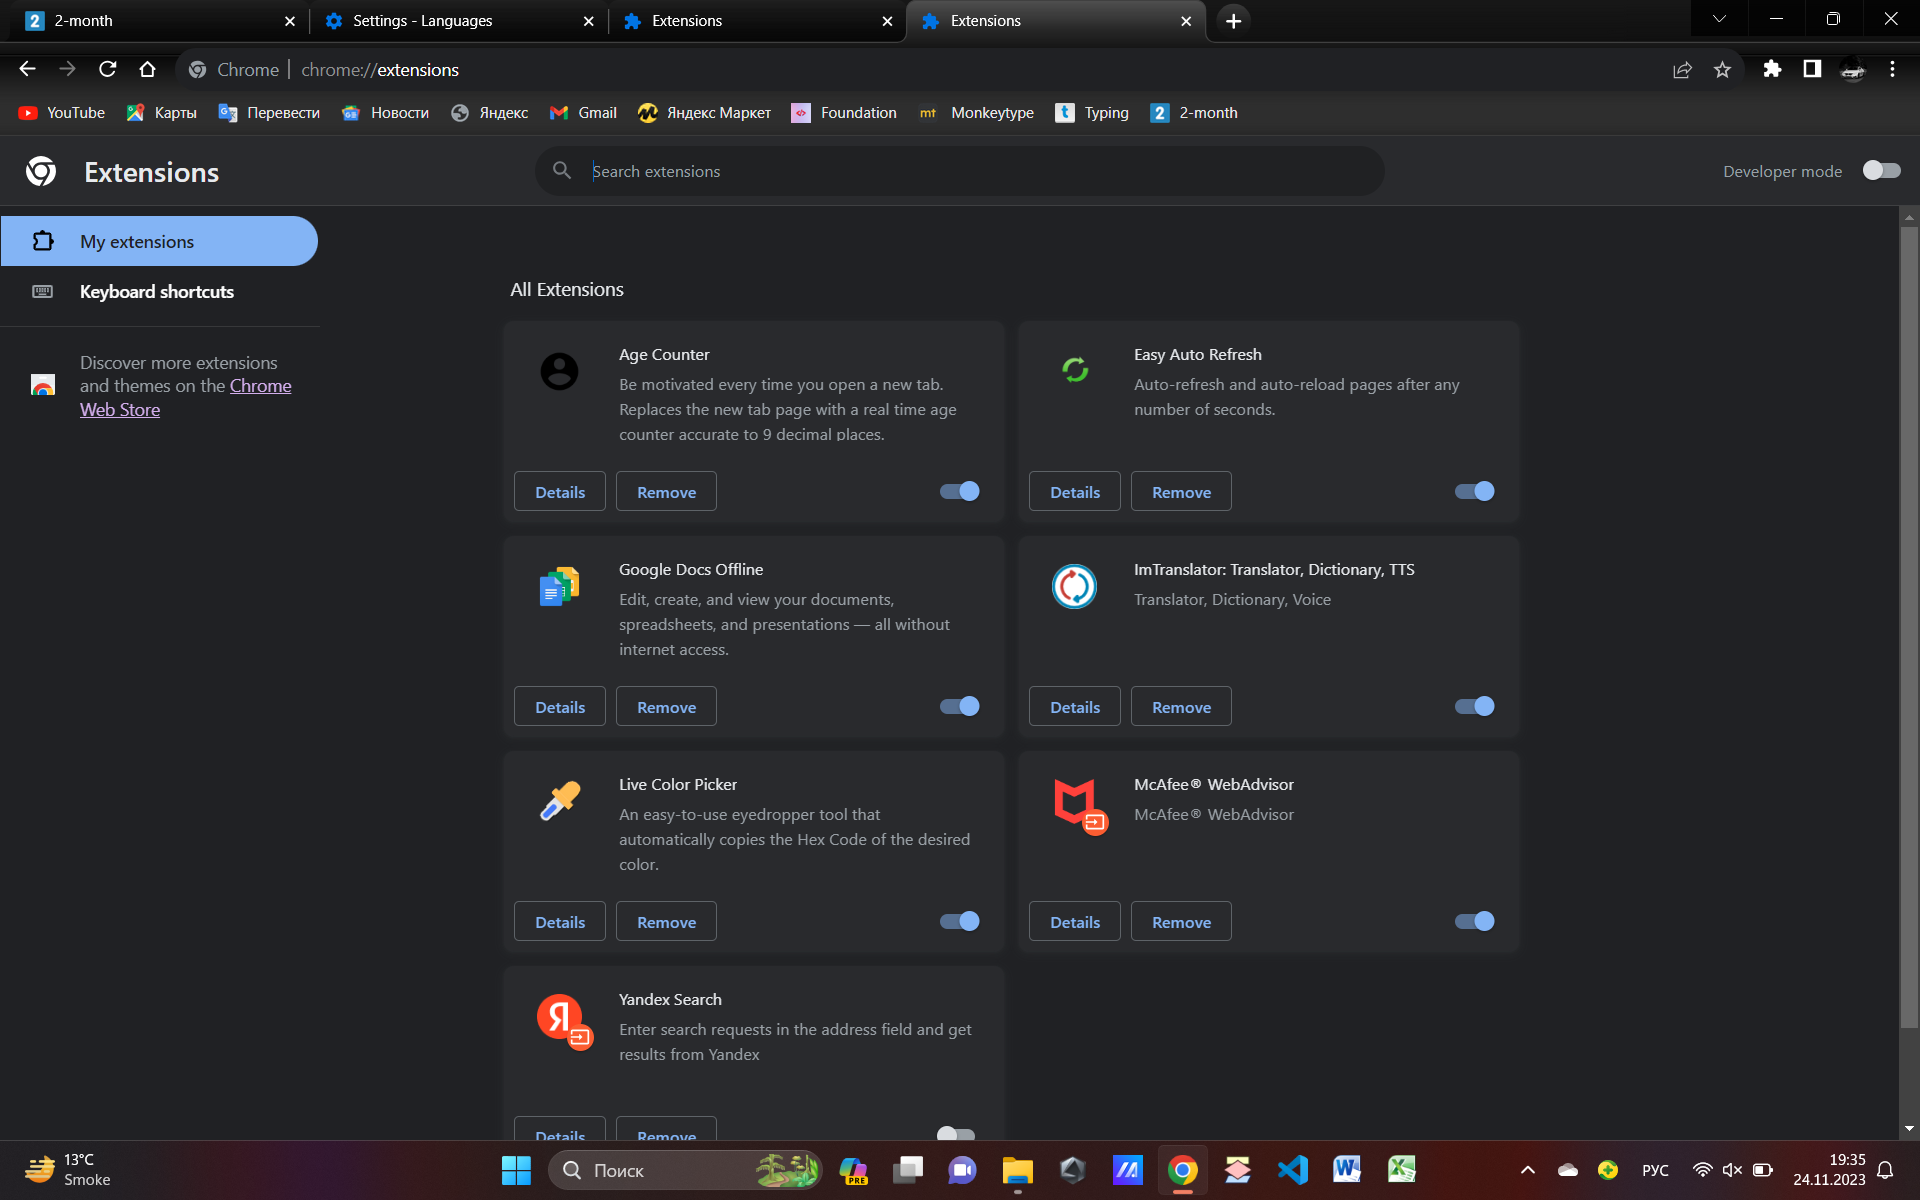 2-month
Settings - Languages
Extensions
Extensions
Chrome
chrome://extensions
YouTube
Карты
Перевести
Новости
Яндекс
Gmail
Яндекс Маркет
Foundation
mt
Monkeytype
Typing
2-month
Extensions
Search extensions
Developer mode
My extensions
Keyboard shortcuts
Discover more extensions
and themes on the Chrome
Web Store
All Extensions
Age Counter
Be motivated every time you open a new tab.
Replaces the new tab page with a real time age
counter accurate to 9 decimal places.
Details
Remove
Easy Auto Refresh
Auto-refresh and auto-reload pages after any
number of seconds.
Details
Remove
Google Docs Offline
Edit, create, and view your documents,
spreadsheets, and presentations — all without
internet access.
Details
Remove
ImTranslator: Translator, Dictionary, TTS
Translator, Dictionary, Voice
Details
Remove
Live Color Picker
An easy-to-use eyedropper tool that
automatically copies the Hex Code of the desired
color.
Details
Remove
McAfee® WebAdvisor
McAfee® WebAdvisor
Details
Remove
Yandex Search
Enter search requests in the address field and get
results from Yandex
Details
Remove
13°C
Smoke
Поиск
PRE
РУС
19:35
24.11.2023